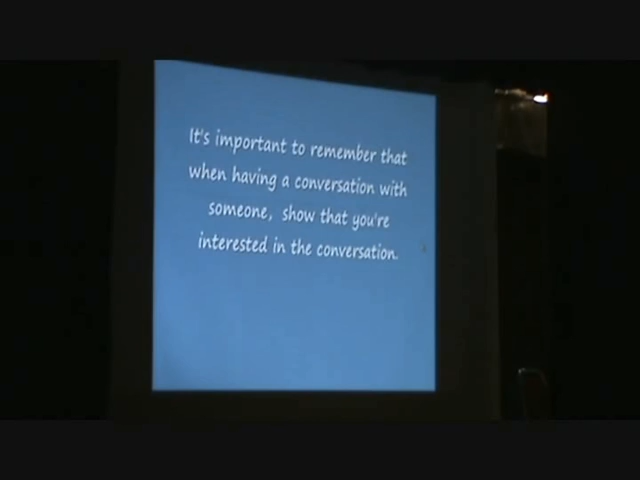 It's important to remember that
when having a conversation with
someone, show that you're
interested in the conversation.